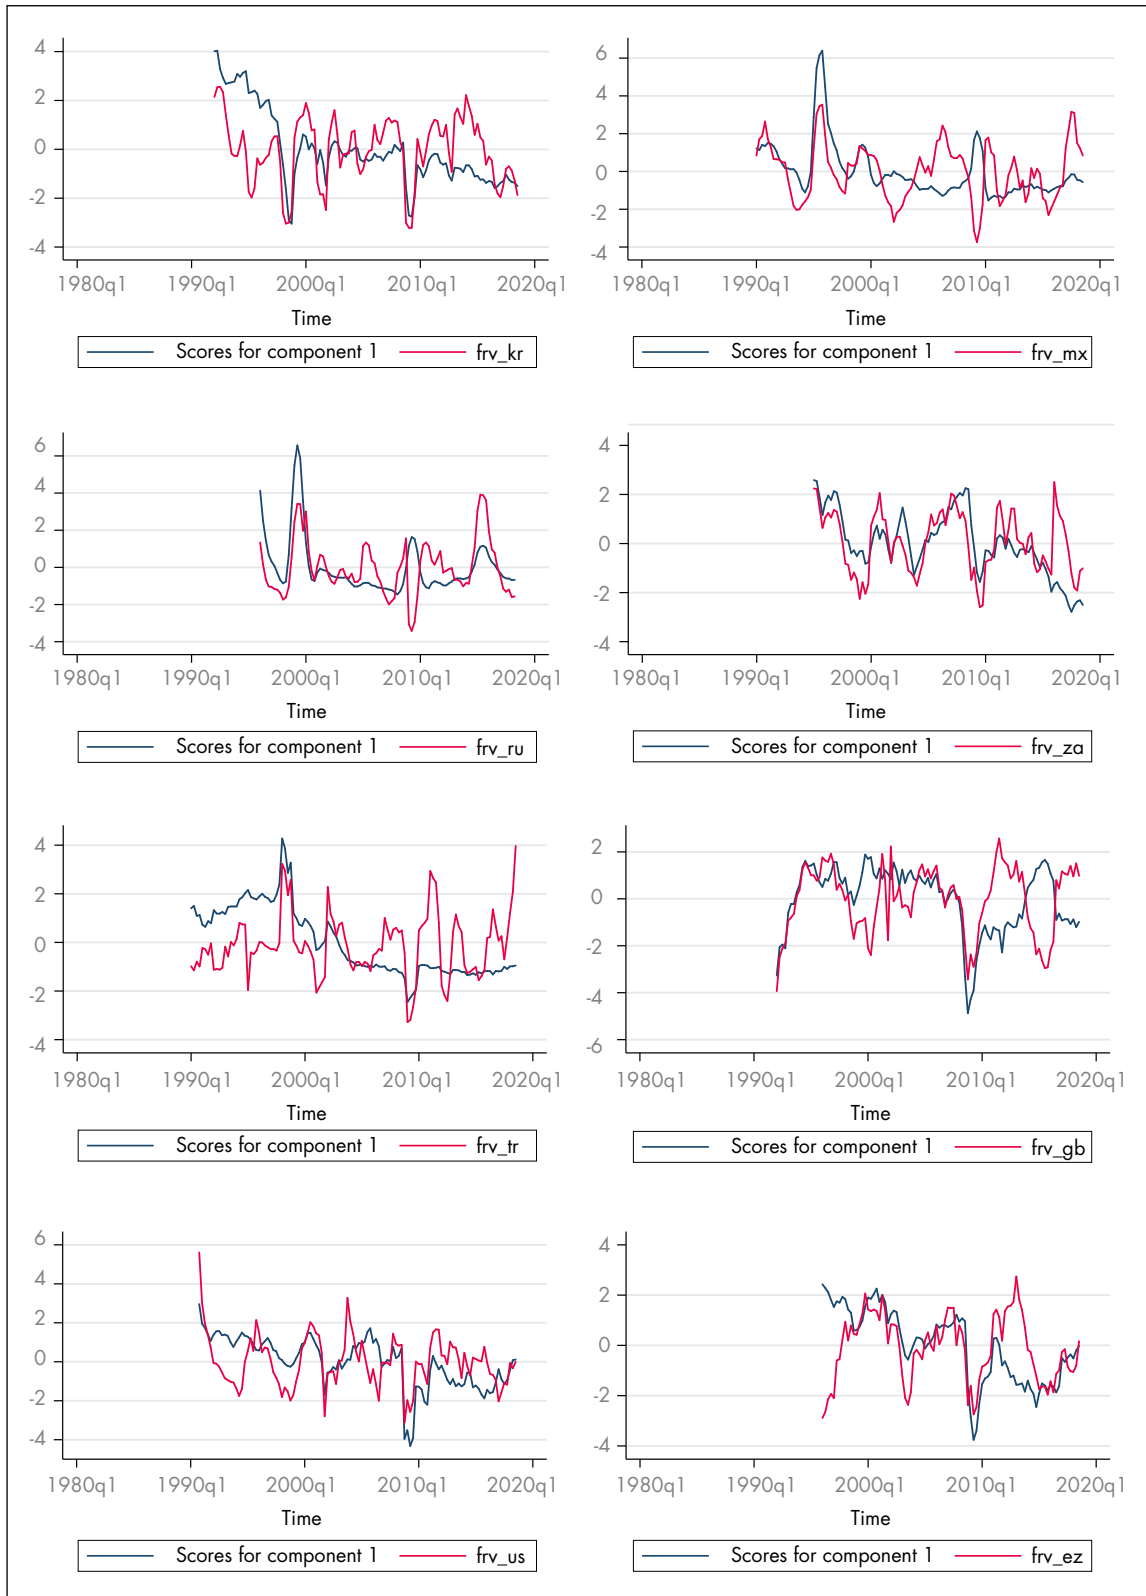 4
2
0
-2
-4
1980q1 1990q1 2000q1 2010q1 2020q1
Time
Scores for component 1 frv_kr
6
4
2
0
-2
-4
1980q1 1990q1 2000q1 2010q1 2020q1
Time
Scores for component 1 frv_mx
6
4
2
0
-2
-4
1980q1 1990q1 2000q1 2010q1 2020q1
Time
Scores for component 1 frv_ru
4
2
0
-2
-4
1980q1 1990q1 2000q1 2010q1 2020q1
Time
Scores for component 1 frv_za
4
2
0
-2
-4
1980q1 1990q1 2000q1 2010q1 2020q1
Time
Scores for component 1 frv_tr
2
0
-2
-4
-6
1980q1 1990q1 2000q1 2010q1 2020q1
Time
Scores for component 1 frv_gb
6
4
2
0
-2
-4
1980q1 1990q1 2000q1 2010q1 2020q1
Time
Scores for component 1 frv_us
4
2
0
-2
-4
1980q1 1990q1 2000q1 2010q1 2020q1
Time
Scores for component 1 frv_ez